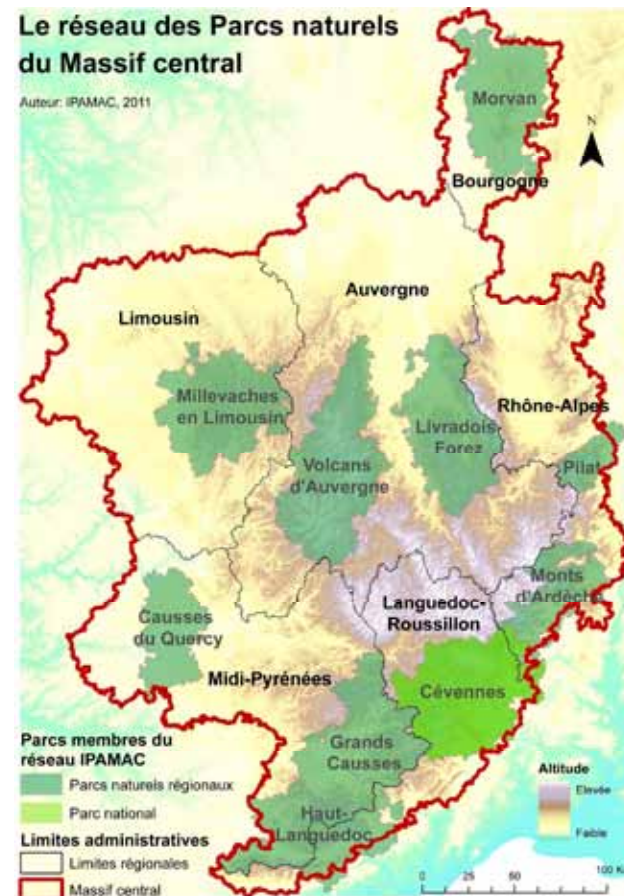 Le réseau des Parcs naturels
du Massif central
Auteur: IPAMAC, 2011
Morvan
N
Bourgogne
Auvergne
Limousin
Millevaches
en Limousin
Rhône-Alpes
Livradois
Forez
Volcans
d'Auvergne
Pilat
Monts
d'Ardèche
Languedoc-
Roussillon
Causses
du Quercy
Midi-Pyrénées
Cévennes
Grands
Causses
Haut-
Languedoc
Parcs membres du
réseau IPAMAC
Parcs naturels régionaux
Parc national
Limites administratives
Limites régionales
Massif central
Altitude
Elevée
Faible
0 25 50 100 K